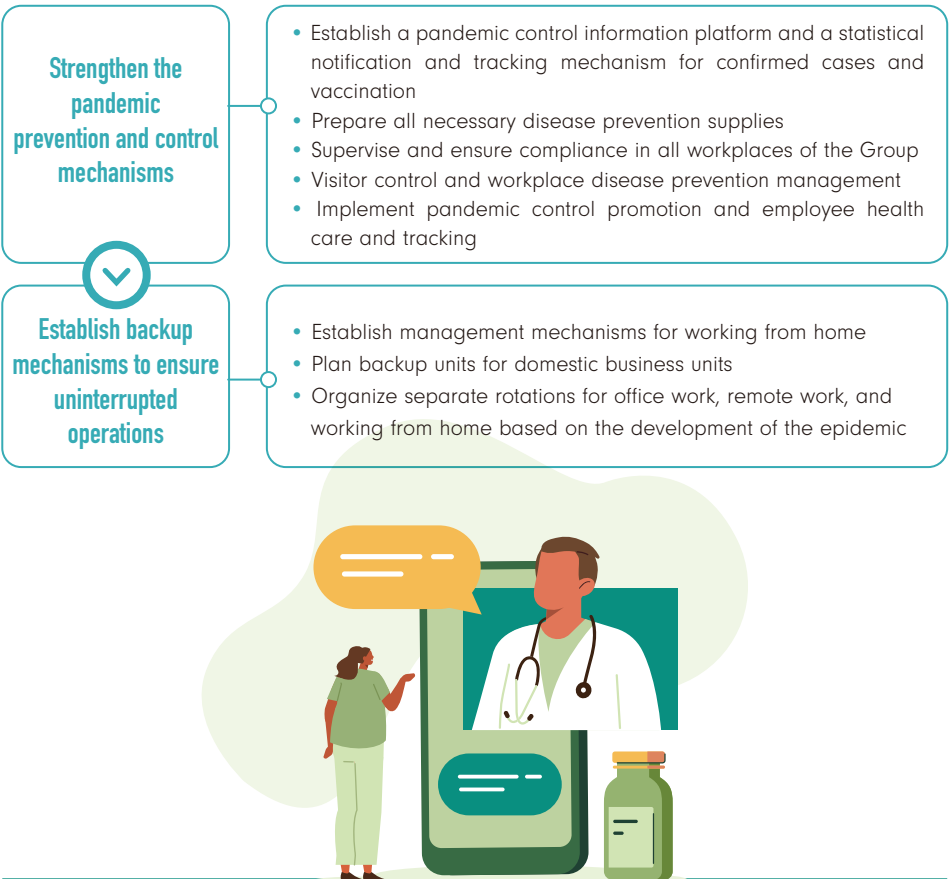 Strengthen the
pandemic
prevention and control
mechanisms
• Establish a pandemic control information platform and a statistical
notification and tracking mechanism for confirmed cases and
vaccination
• Prepare all necessary disease prevention supplies
• Supervise and ensure compliance in all workplaces of the Group
• Visitor control and workplace disease prevention management
• Implement pandemic control promotion and employee health
care and tracking
Establish backup
mechanisms to ensure
uninterrupted
operations
• Establish management mechanisms for working from home
• Plan backup units for domestic business units
• Organize separate rotations for office work, remote work, and
working from home based on the development of the epidemic